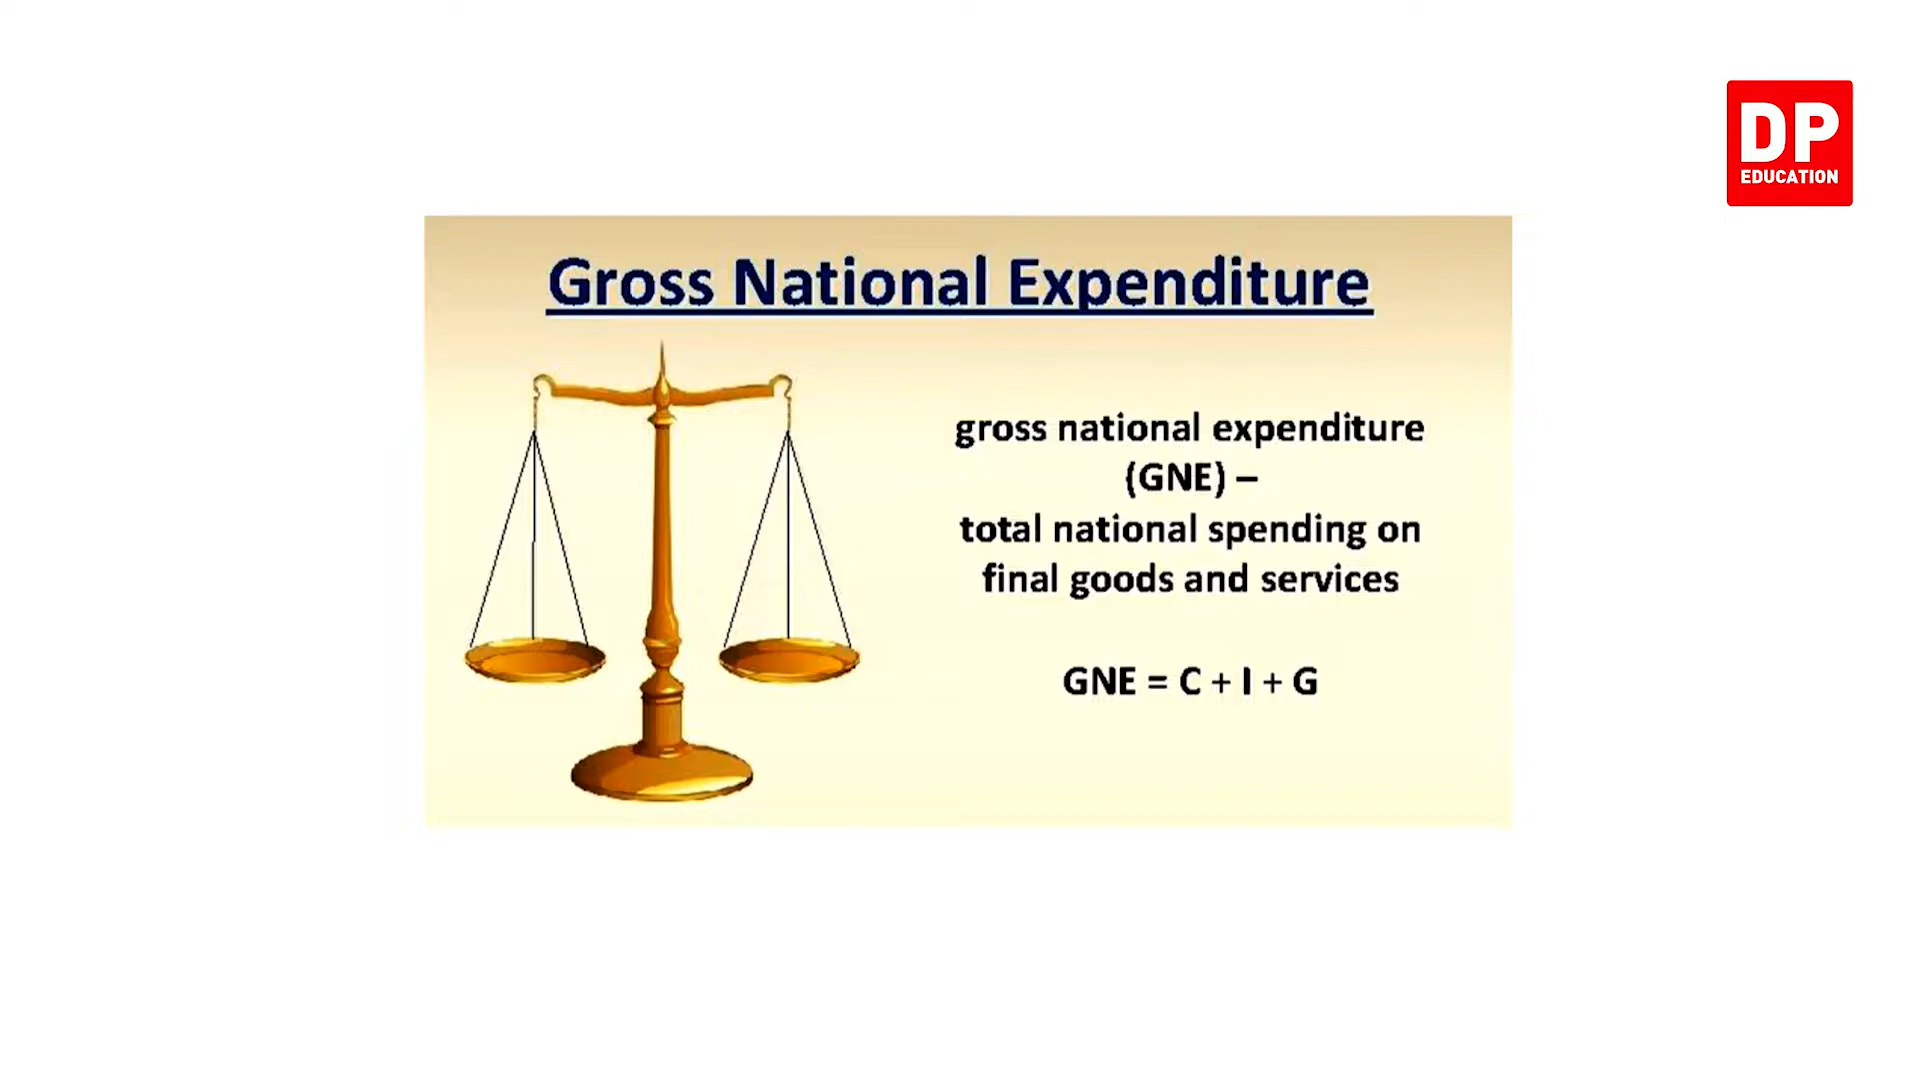 DP
EDUCATION
Gross National Expenditure
gross national expenditure
(GNE) –
total national spending on
final goods and services
GNE = C + I + G